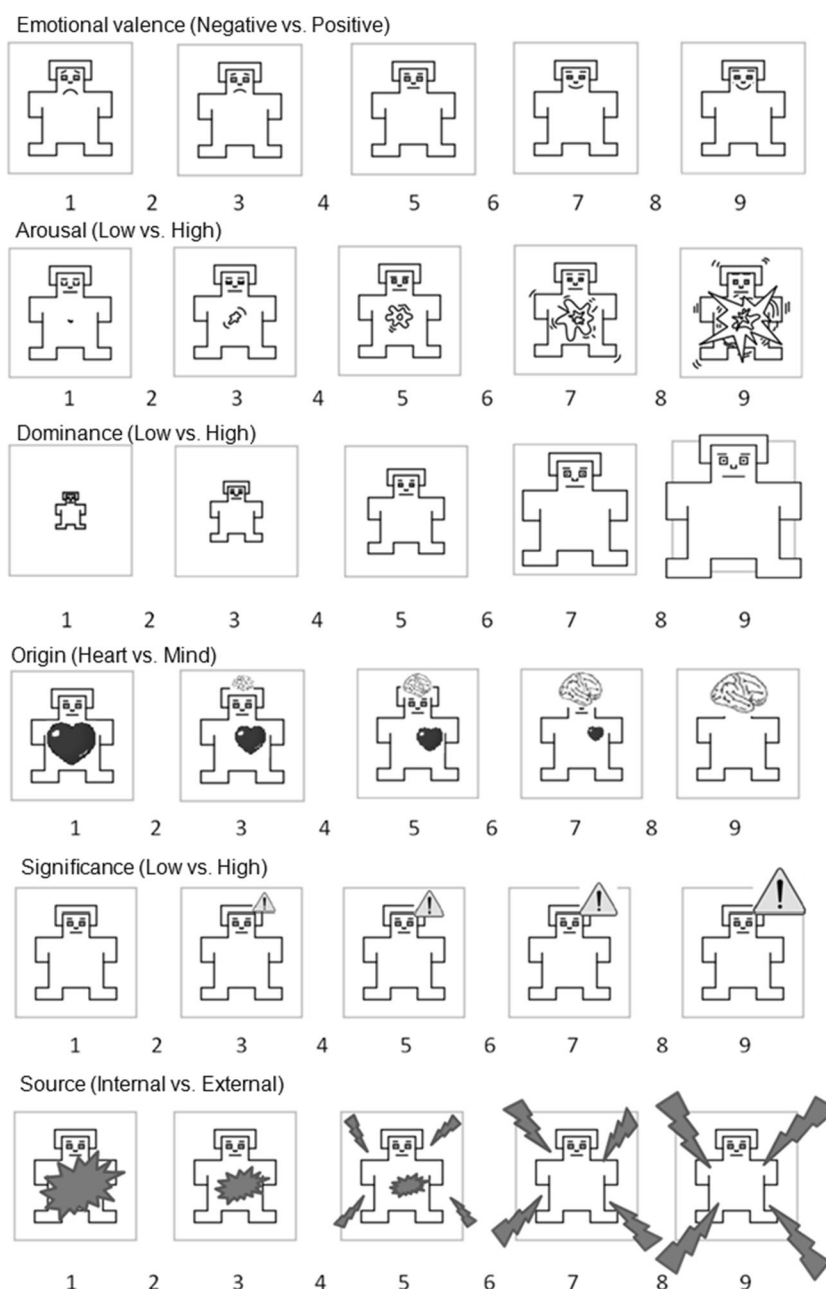 Emotional valence (Negative vs. Positive)
1 2 3 4 5 6 7 8 9
Arousal (Low vs. High)
1 2 3 4 5 6 7 8 9
Dominance (Low vs. High)
1 2 3 4 5 6 7 8 9
Origin (Heart vs. Mind)
1 2 3 4 5 6 7 8 9
Significance (Low vs. High)
! ! ! !
1 2 3 4 5 6 7 8 9
Source (Internal vs. External)
1 2 3 4 5 6 7 8 9